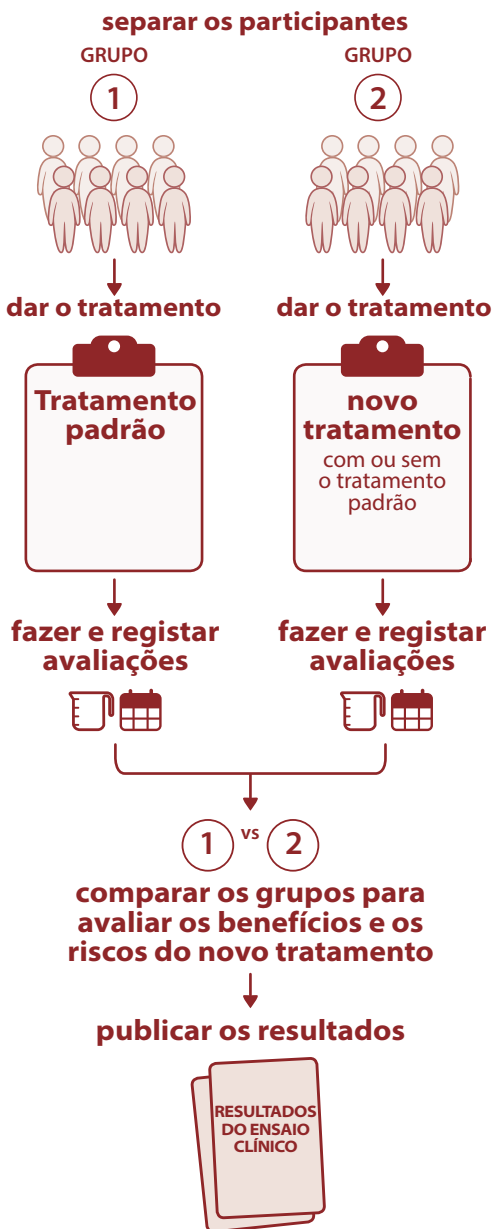 separar os participantes
GRUPO
1
GRUPO
2
dar o tratamento
Tratamento
padrão
dar o tratamento
novo
tratamento
com ou sem
o tratamento
padrão
fazer e registar
avaliações
fazer e registar
avaliações
1 vs 2
comparar os grupos para
avaliar os benefícios e os
riscos do novo tratamento
publicar os resultados
RESULTADOS
DO ENSAIO
CLÍNICO